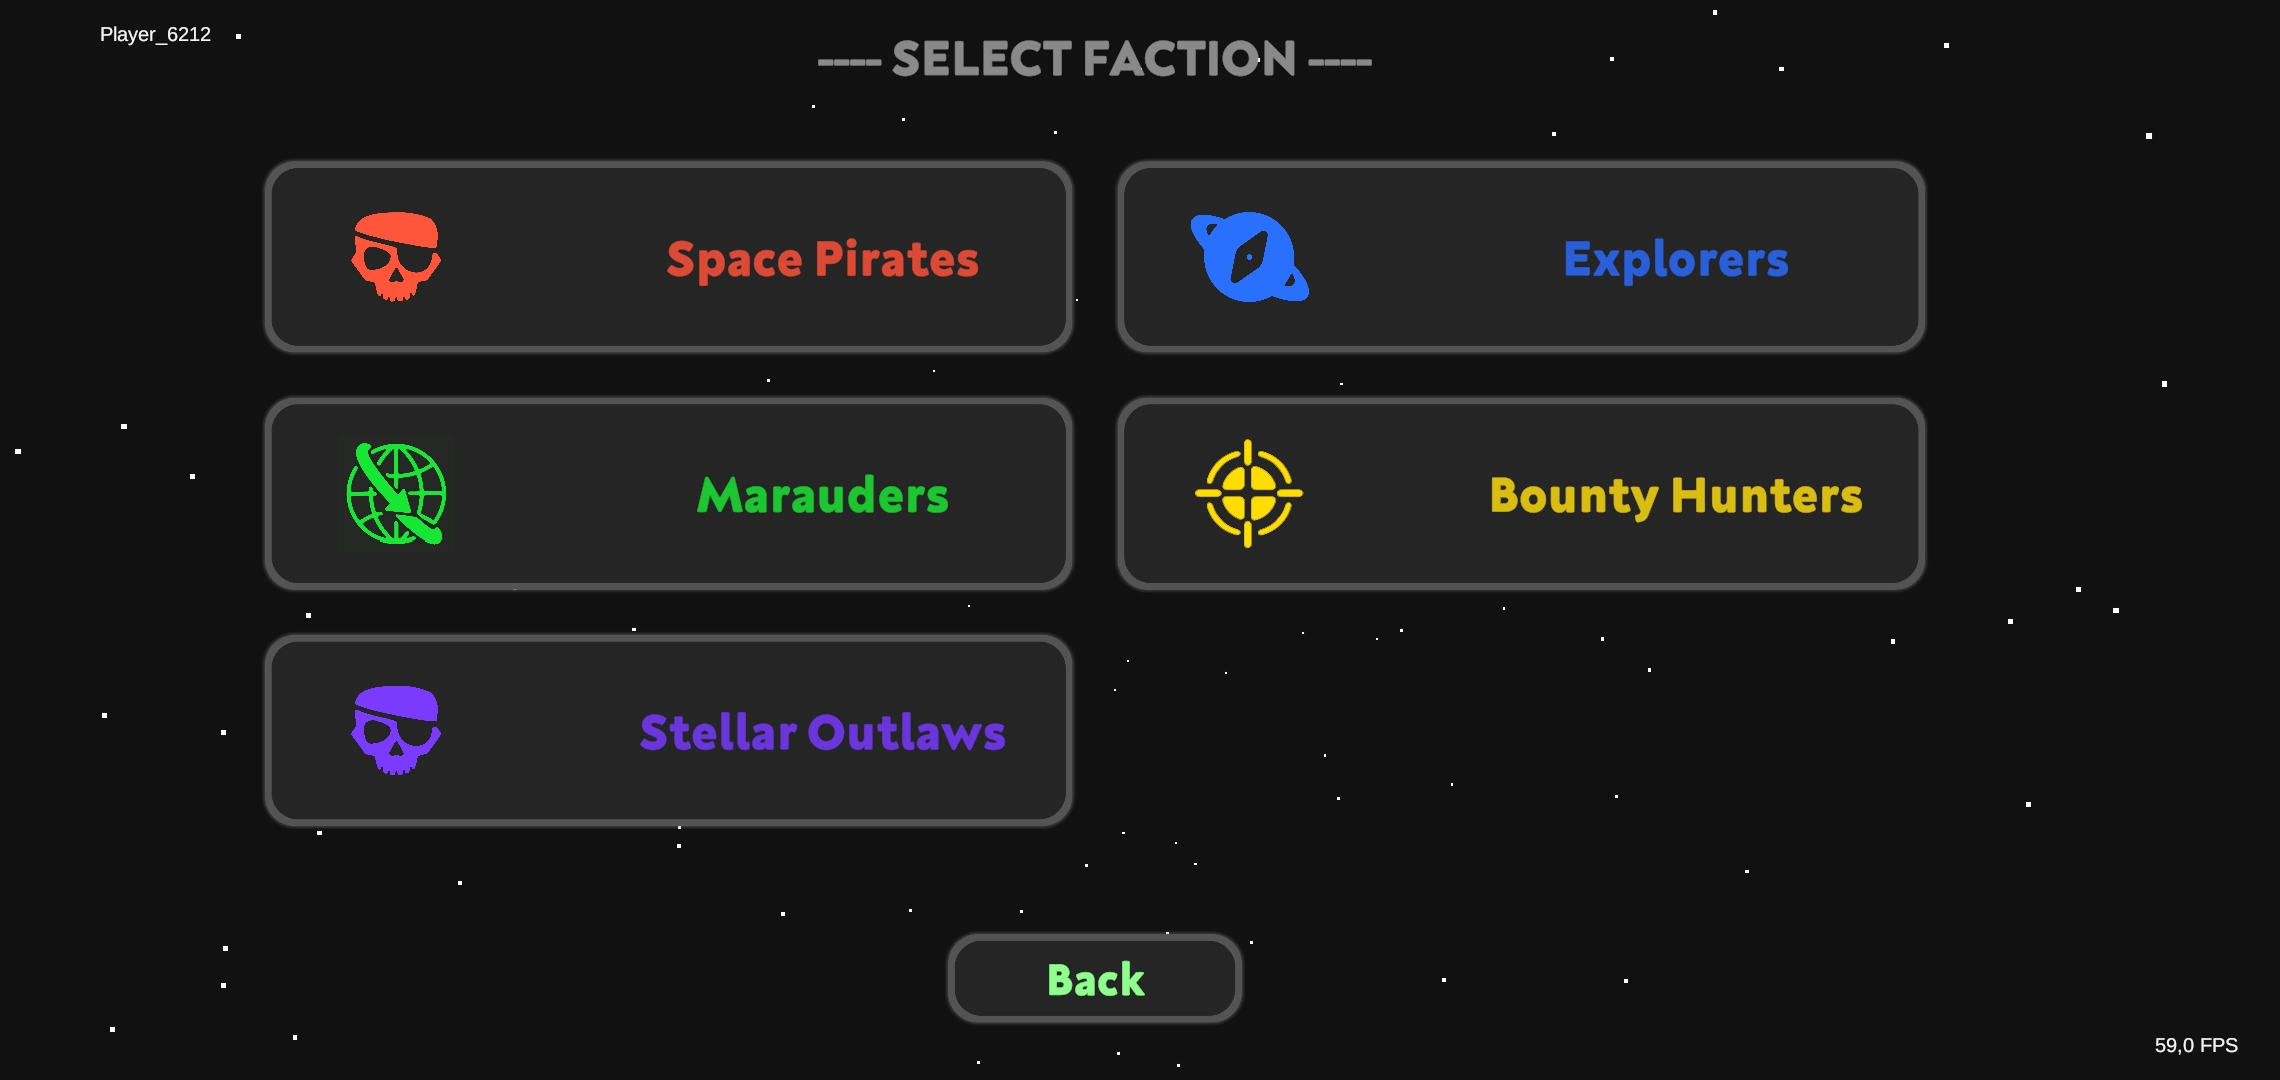 Player_6212
---- SELECT FACTION ----
Space Pirates
Explorers
Marauders
Bounty Hunters
Stellar Outlaws
Back
59,0 FPS